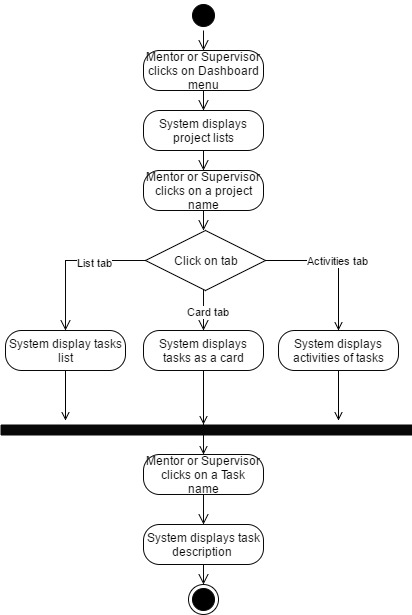 Mentor or Supervisor
clicks on Dashboard
menu
System displays
project lists
Mentor or Supervisor
clicks on a project
name
Click on tab
List tab
Activities tab
Card tab
System display tasks
list
System displays
tasks as a card
System displays
activities of tasks
Mentor or Supervisor
clicks on a Task
name
System displays task
description